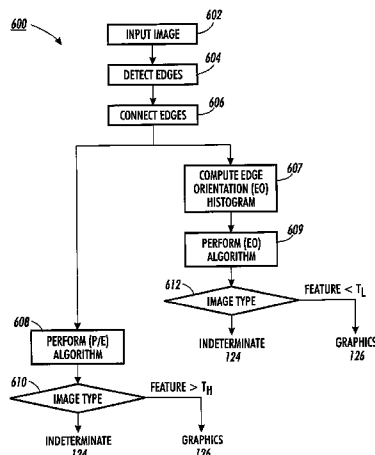 600
INPUT IMAGE
602
DETECT EDGES
604
CONNECT EDGES
606
COMPUTE EDGE
ORIENTATION (EO)
HISTOGRAM
607
PERFORM (EO)
ALGORITHM
609
612
IMAGE TYPE
FEATURE < TL
INDETERMINATE
124
GRAPHICS
126
608
PERFORM (P/E)
ALGORITHM
610
IMAGE TYPE
FEATURE > TH
INDETERMINATE
124
GRAPHICS
126